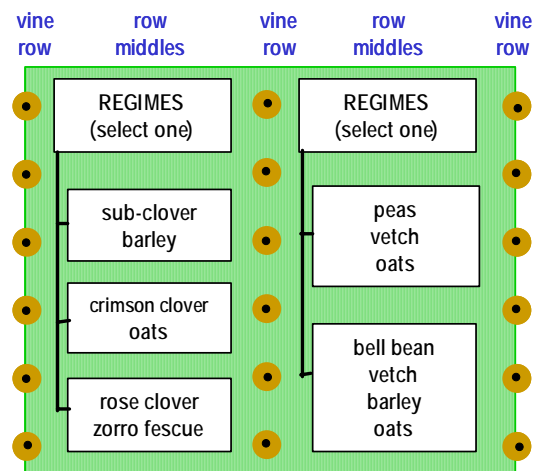 vine row
row middles
vine row
row middles
vine row
REGIMES
(select one)
sub-clover
barley
crimson clover
oats
rose clover
zorro fescue
REGIMES
(select one)
peas
vetch
oats
bell bean
vetch
barley
oats